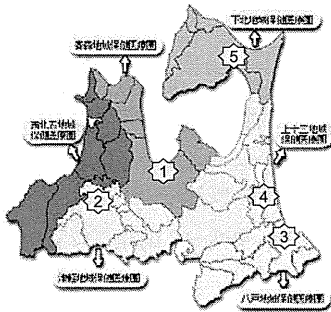 青森地域保健医療圏
下北地域保健医療圏
5
西北五地域
保健医療圏
上十三地域
保健医療圏
1
2
4
3
津軽地域保健医療圏
八戸地域保健医療圏